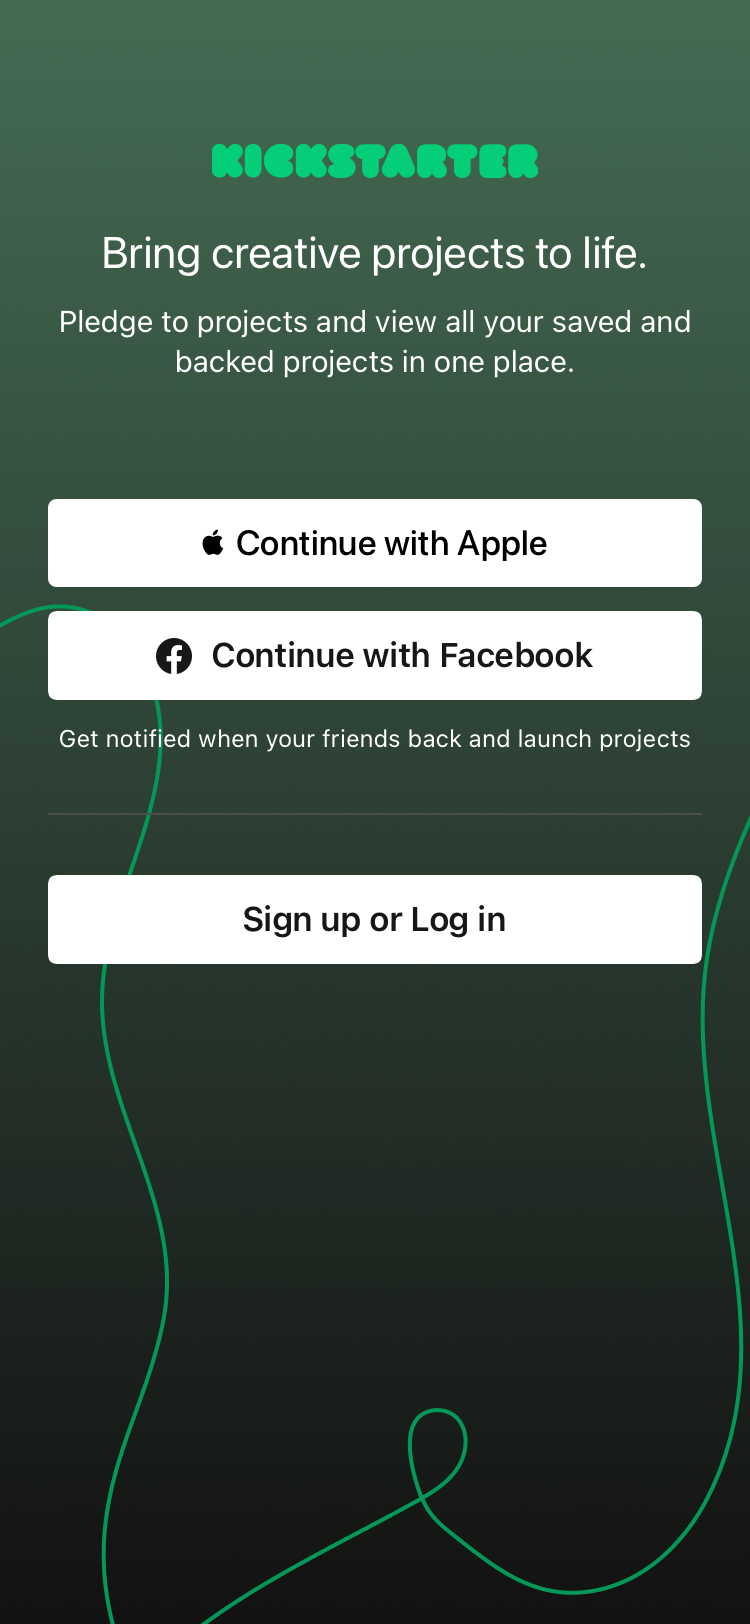 KICKSTARTER
Bring creative projects to life.
Pledge to projects and view all your saved and
backed projects in one place.
Continue with Apple
Continue with Facebook
Get notified when your friends back and launch projects
Sign up or Log in